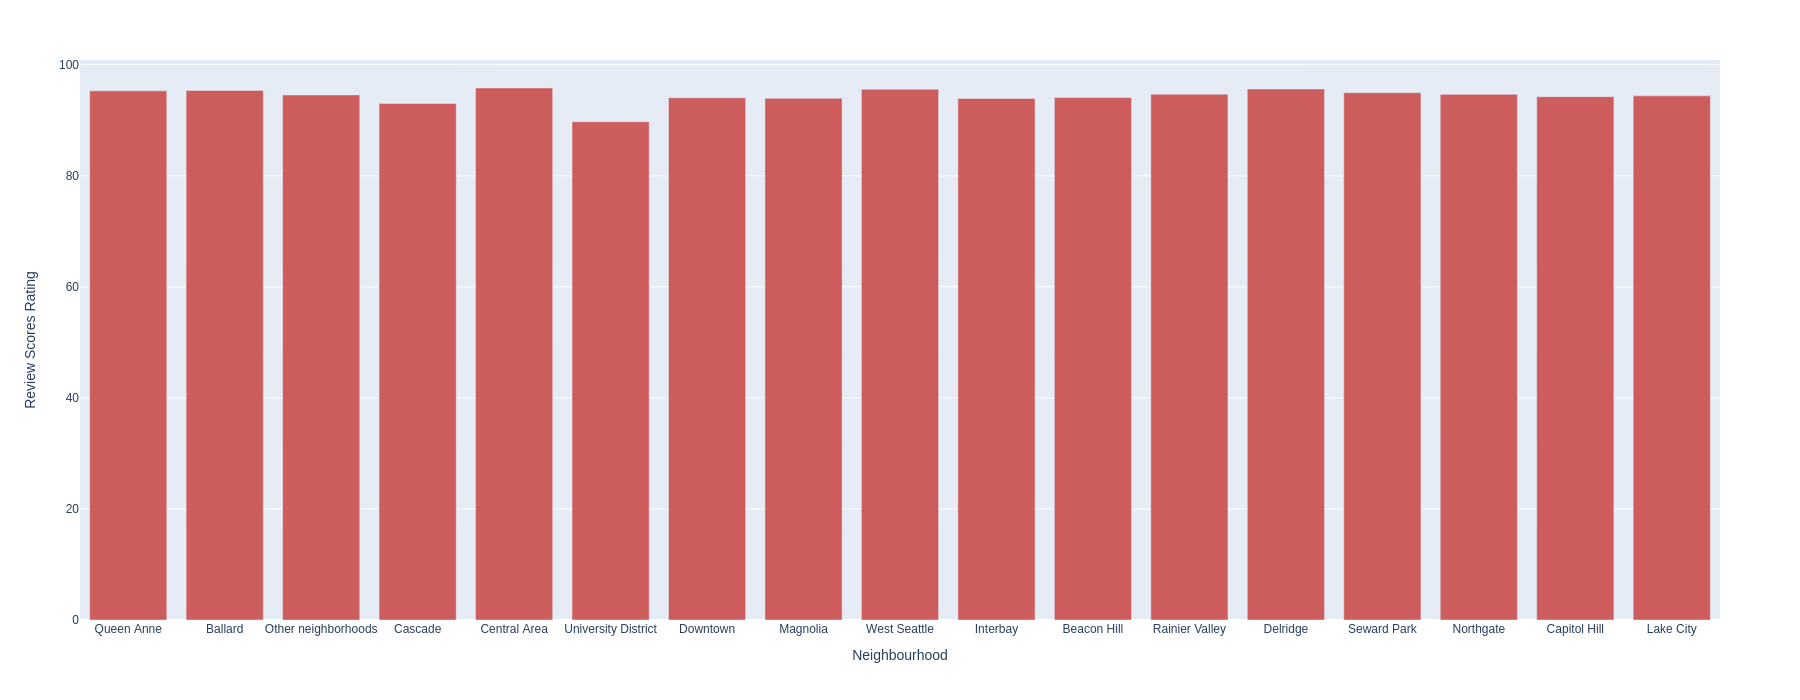 100
80
60
40
20
0
Review Scores Rating
Queen Anne Ballard Other neighborhoods Cascade Central Area University District Downtown Magnolia West Seattle Interbay Beacon Hill Rainier Valley Delridge Seward Park Northgate Capitol Hill Lake City
Neighbourhood